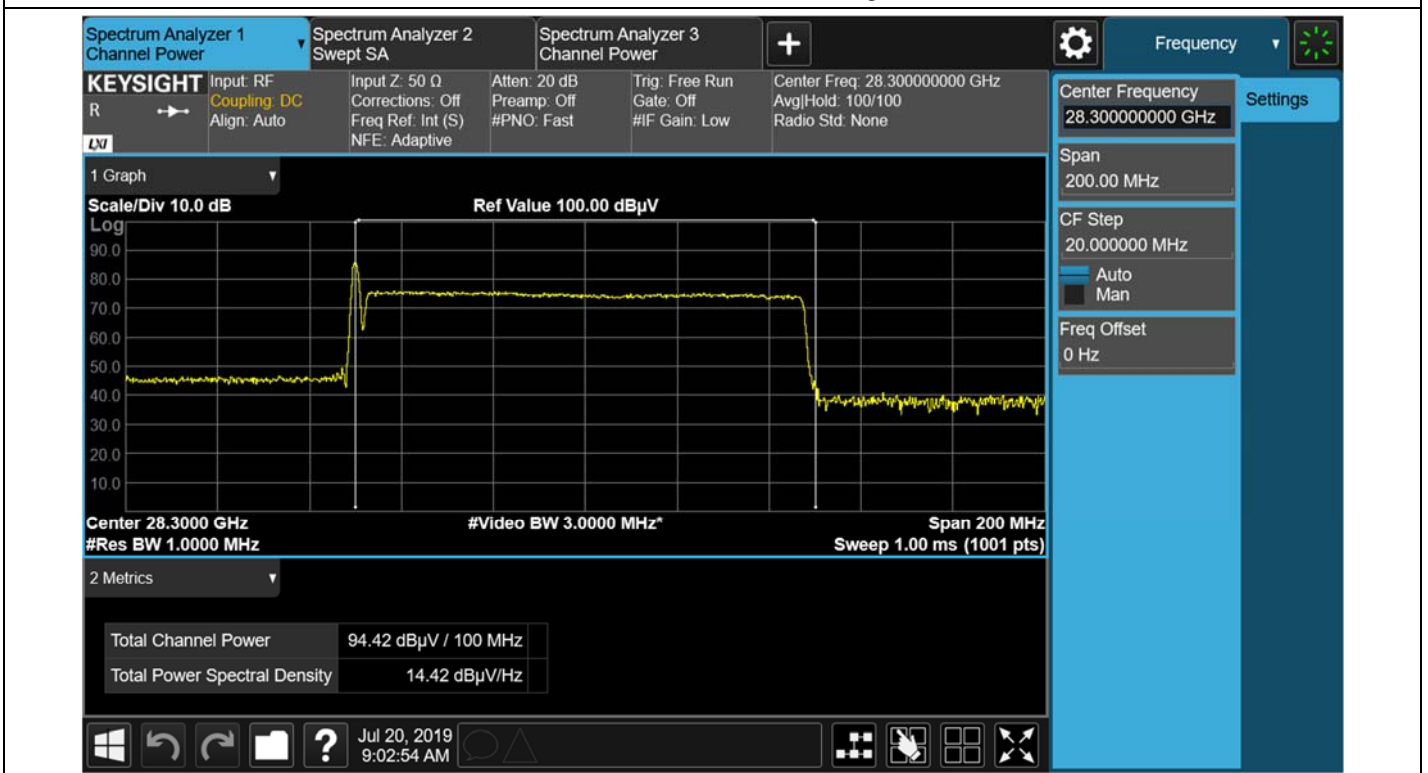 Spectrum Analyzer 1
Channel Power
Spectrum Analyzer 2
Swept SA
Spectrum Analyzer 3
Channel Power
Frequency
KEYSIGHT
R
LXI
Input: RF
Coupling: DC
Align: Auto
Input Z: 50 Ω
Corrections: Off
Freq Ref: Int (S)
NFE: Adaptive
Atten: 20 dB
Preamp: Off
#PNO: Fast
Trig: Free Run
Gate: Off
#IF Gain: Low
Center Freq: 28.300000000 GHz
Avg|Hold: 100/100
Radio Std: None
Center Frequency
28.300000000 GHz
Settings
Span
200.00 MHz
CF Step
20.000000 MHz
Auto
Man
Freq Offset
0 Hz
1 Graph
Scale/Div 10.0 dB
Ref Value 100.00 dBµV
Log
90.0
80.0
70.0
60.0
50.0
40.0
30.0
20.0
10.0
Center 28.3000 GHz
#Video BW 3.0000 MHz*
Span 200 MHz
#Res BW 1.0000 MHz
Sweep 1.00 ms (1001 pts)
2 Metrics
Total Channel Power 94.42 dBµV / 100 MHz
Total Power Spectral Density 14.42 dBµV/Hz
?
Jul 20, 2019
9:02:54 AM